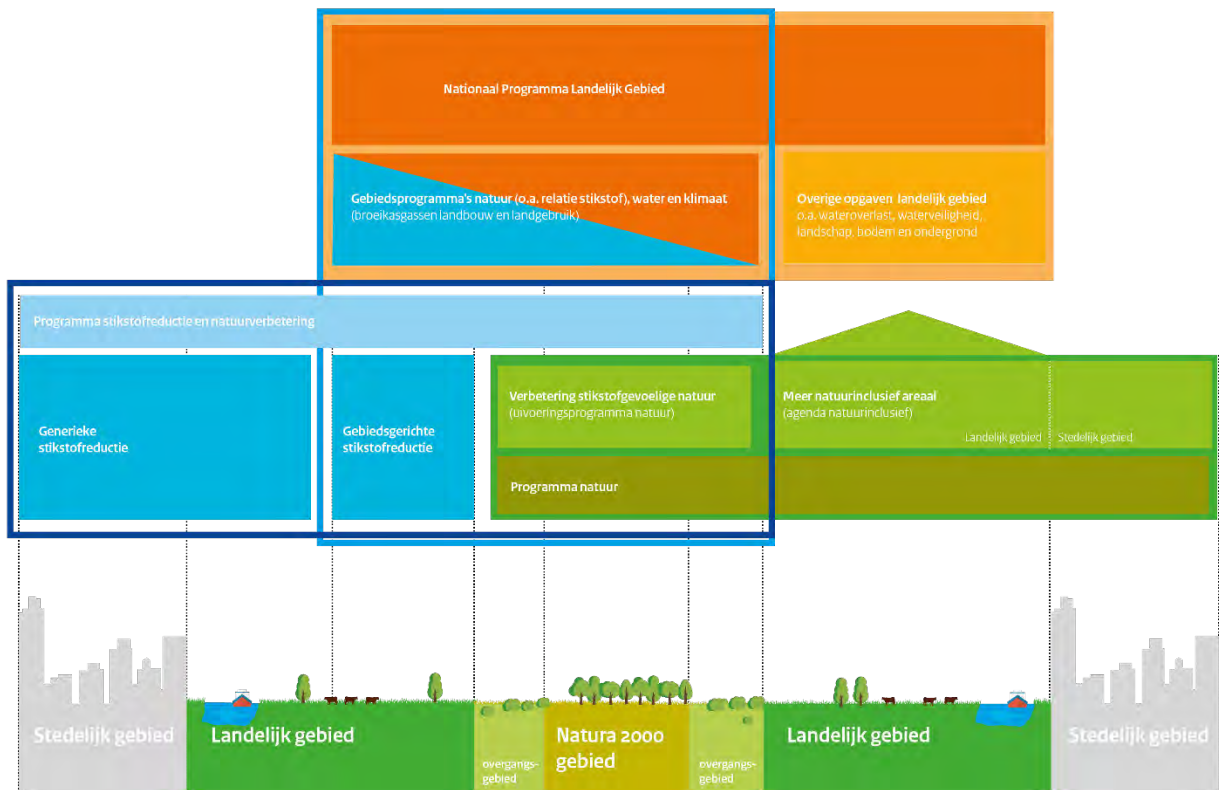 Nationaal Programma Landelijk Gebied
Gebiedsprogramma's natuur (o.a. relatie stikstof), water en klimaat
(broeikasgassen landbouw en landgebruik)
Overige opgaven landelijk gebied
o.a. wateroverlast, waterveiligheid,
landschap, bodem en ondergrond
Programma stikstofreductie en natuurverbetering
Generieke
stikstofreductie
Gebiedsgerichte
stikstofreductie
Verbetering stikstofgevoelige natuur
(uivoeringsprogramma natuur)
Meer natuurinclusief areaal
(agenda natuurinclusief)
Landelijk gebied
Stedelijk gebied
Programma natuur
Stedelijk gebied
Landelijk gebied
overgangs-
gebied
Natura 2000
gebied
overgangs-
gebied
Landelijk gebied
Stedelijk gebied